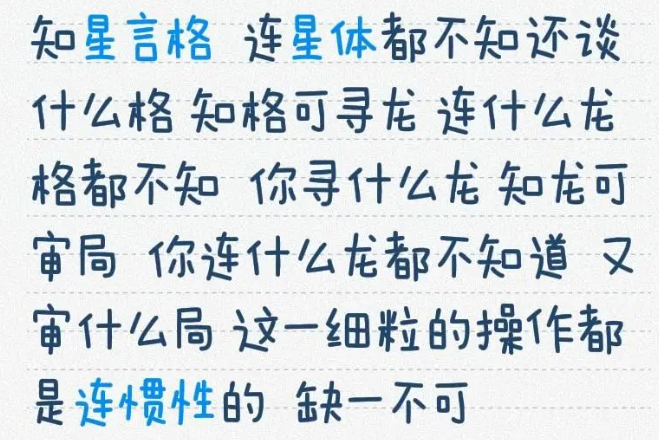 知星言格 连星体都不知还谈
什么格 知格可寻龙 连什么龙
格都不知 你寻什么龙 知龙可
审局 你连什么龙都不知道 又
审什么局 这一细粒的操作都
是连惯性的 缺一不可